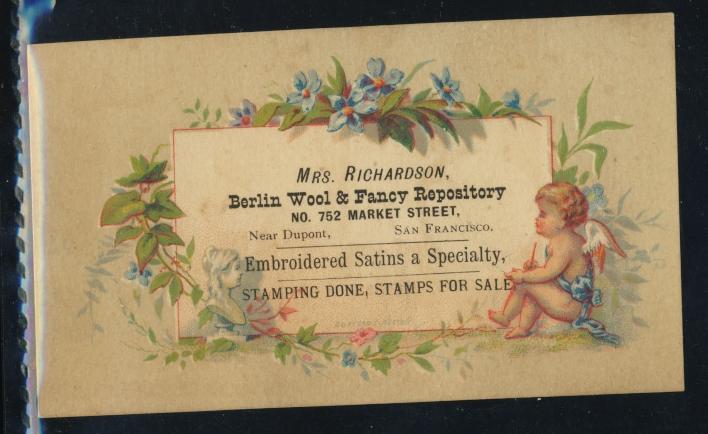 Mrs. Richardson,
Berlin Wool & Fancy Repository
NO. 752 MARKET STREET,
Near Dupont, San Francisco.
Embroidered Satins a Specialty,
STAMPING DONE, STAMPS FOR SALE